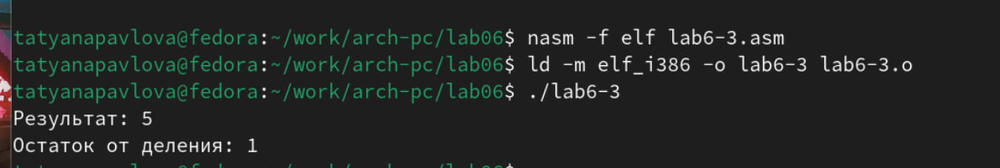 tatyanapavlova@fedora:~/work/arch-pc/lab06$ nasm -f elf lab6-3.asm
tatyanapavlova@fedora:~/work/arch-pc/lab06$ ld -m elf_i386 -o lab6-3 lab6-3.o
tatyanapavlova@fedora:~/work/arch-pc/lab06$ ./lab6-3
Результат: 5
Остаток от деления: 1